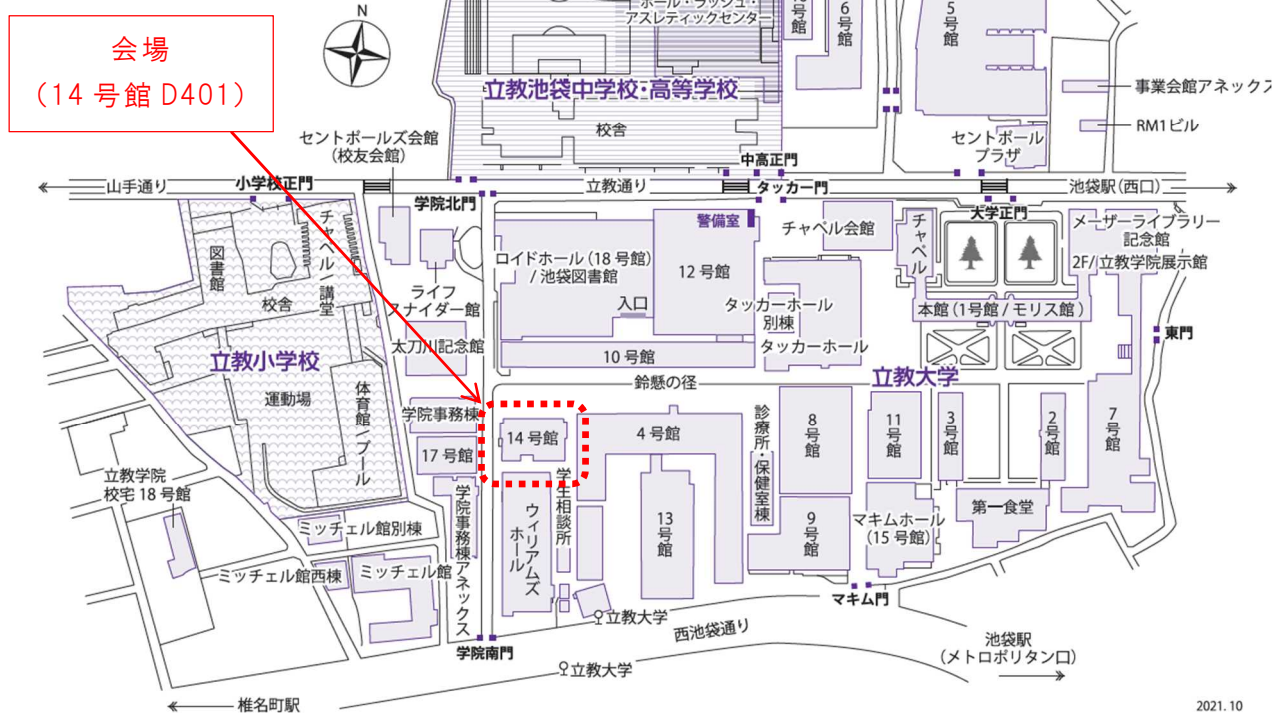 会場
(14 号館 D401)
N
ポール・ラッシュ・
アスレティックセンター
号館
6号館
5号館
立教池袋中学校・高等学校
校舎
事業会館アネックス
RM1ビル
セントポールズ会館
(校友会館)
セントポール
プラザ
中高正門
山手通り
小学校正門
立教通り
タッカー門
池袋駅(西口)
学院北門
大学正門
警備室
チャペル会館
チャペル
メーザーライブラリー
記念館
2F/立教学院展示館
図書館
チャペル・講堂
校舎
ロイドホール(18 号館)
/池袋図書館
入口
12 号館
ライフ
スナイダー館
タッカーホール
別棟
タッカーホール
本館(1号館/モリス館)
東門
太刀川記念館
10 号館
立教小学校
鈴懸の径
立教大学
運動場
体育館/プール
学院事務棟
14 号館
4 号館
診療所・保健室棟
8号館
11号館
3号館
2号館
7号館
17 号館
立教学院
校宅 18 号館
学院事務棟アネックス
ウィリアムズ
ホール
学生相談所
13号館
9号館
マキムホール
(15 号館)
第一食堂
ミッチェル館別棟
ミッチェル館西棟
ミッチェル館
マキム門
立教大学
西池袋通り
学院南門
立教大学
池袋駅
(メトロポリタン口)
椎名町駅
2021.10